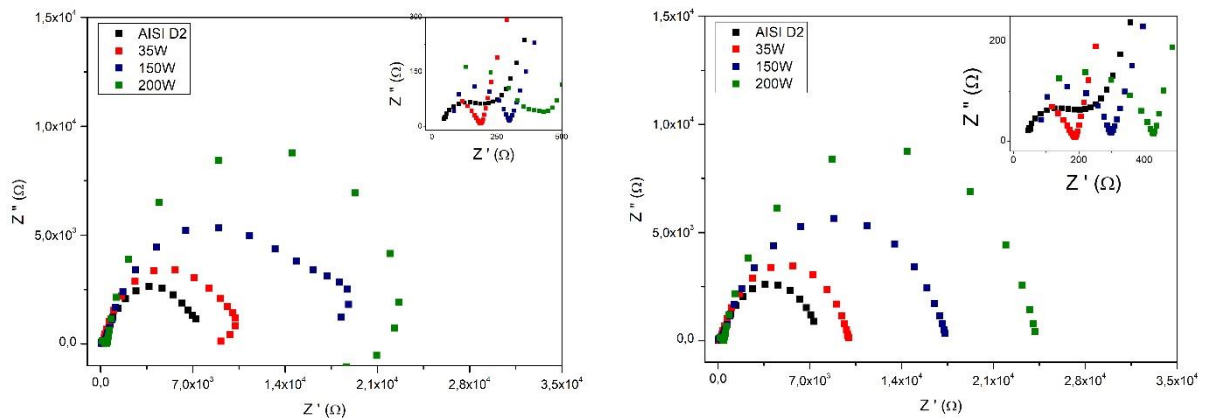 AISI D2
35W
150W
200W
1,5x10⁴
1,0x10⁴
5,0x10³
0,0
Z" (Ω)
0,0
7,0x10³
1,4x10⁴
2,1x10⁴
2,8x10⁴
3,5x10⁴
Z' (Ω)
300
150
0
Z" (Ω)
0
250
500
Z' (Ω)
AISI D2
35W
150W
200W
1,5x10⁴
1,0x10⁴
5,0x10³
0,0
Z" (Ω)
0,0
7,0x10³
1,4x10⁴
2,1x10⁴
2,8x10⁴
3,5x10⁴
Z' (Ω)
200
100
0
Z" (Ω)
0
200
400
Z' (Ω)